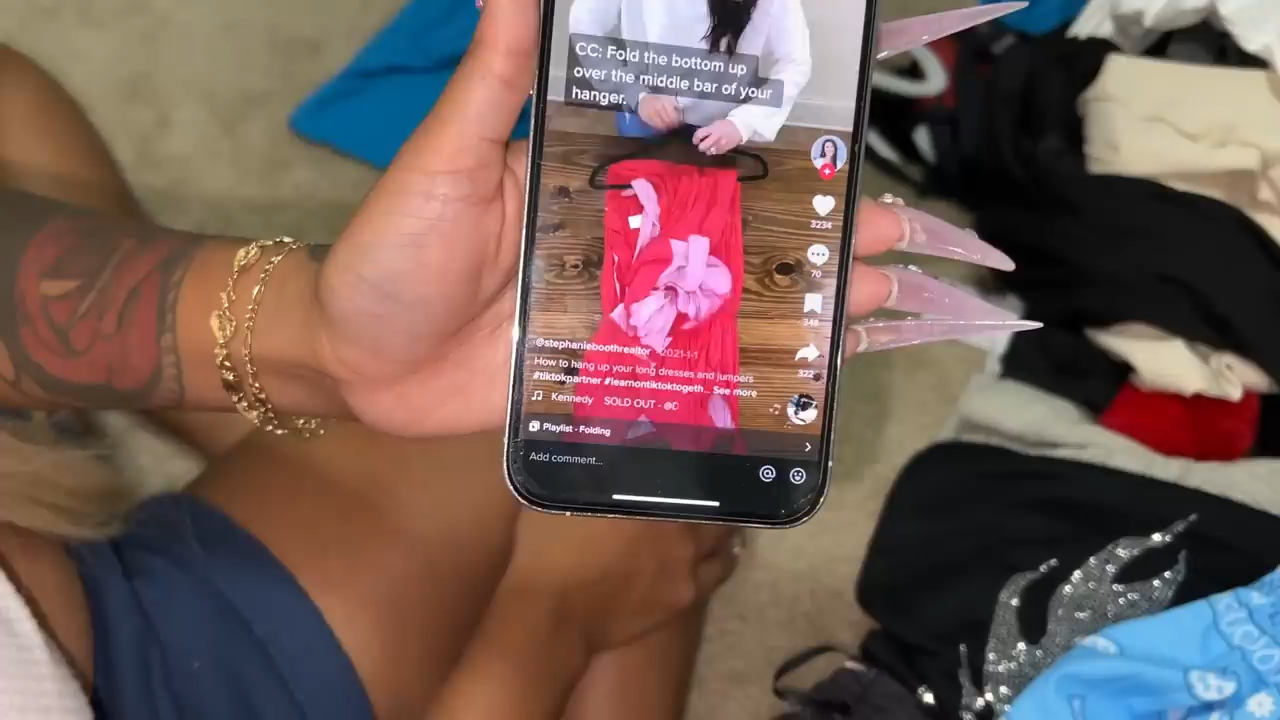 CC: Fold the bottom up
over the middle bar of your
hanger.
3234
70
348
322
@stephanieboothrealtor · 2021-1-1
How to hang up your long dresses and jumpers
#tiktokpartner #learnontiktoktogeth... See more
Kennedy SOLD OUT - @D
Playlist · Folding
Add comment...